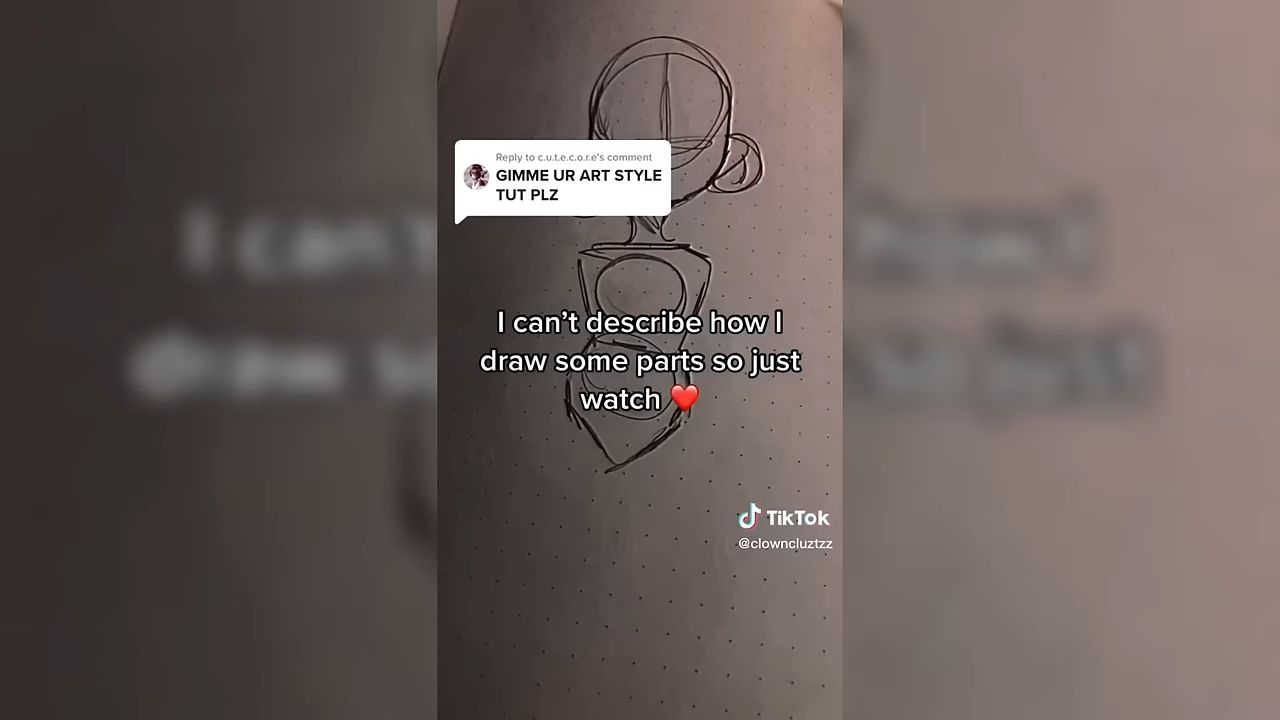 Reply to c.u.t.e.c.o.r.e's comment
GIMME UR ART STYLE
TUT PLZ
I can’t describe how I
draw some parts so just
watch ❤️
TikTok
@clowncluztzz